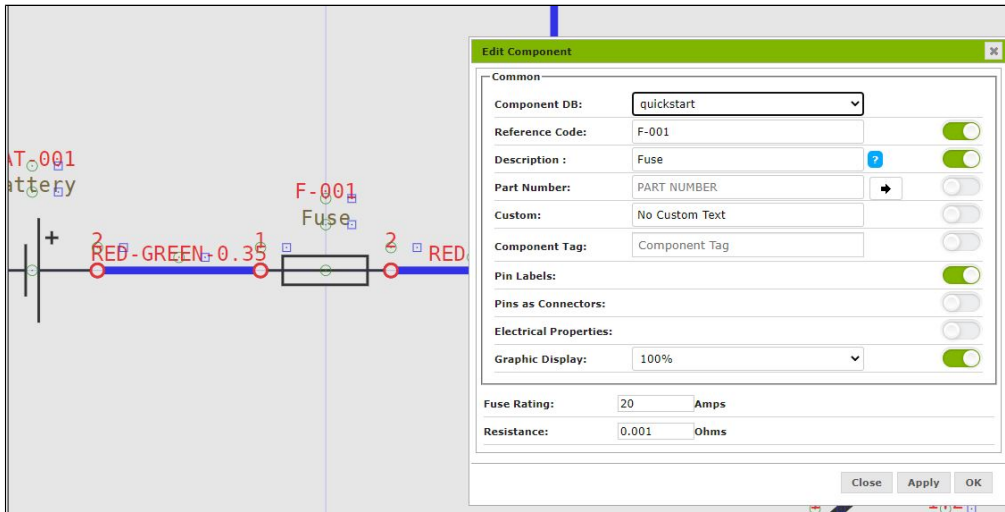 AT-001
attery
+
2
RED-GREEN-0.35
F-001
Fuse
1
2
RED
Edit Component
Common
Component DB: quickstart
Reference Code: F-001
Description : Fuse ?
Part Number: PART NUMBER
Custom: No Custom Text
Component Tag: Component Tag
Pin Labels:
Pins as Connectors:
Electrical Properties:
Graphic Display: 100%
Fuse Rating: 20 Amps
Resistance: 0.001 Ohms
Close Apply OK